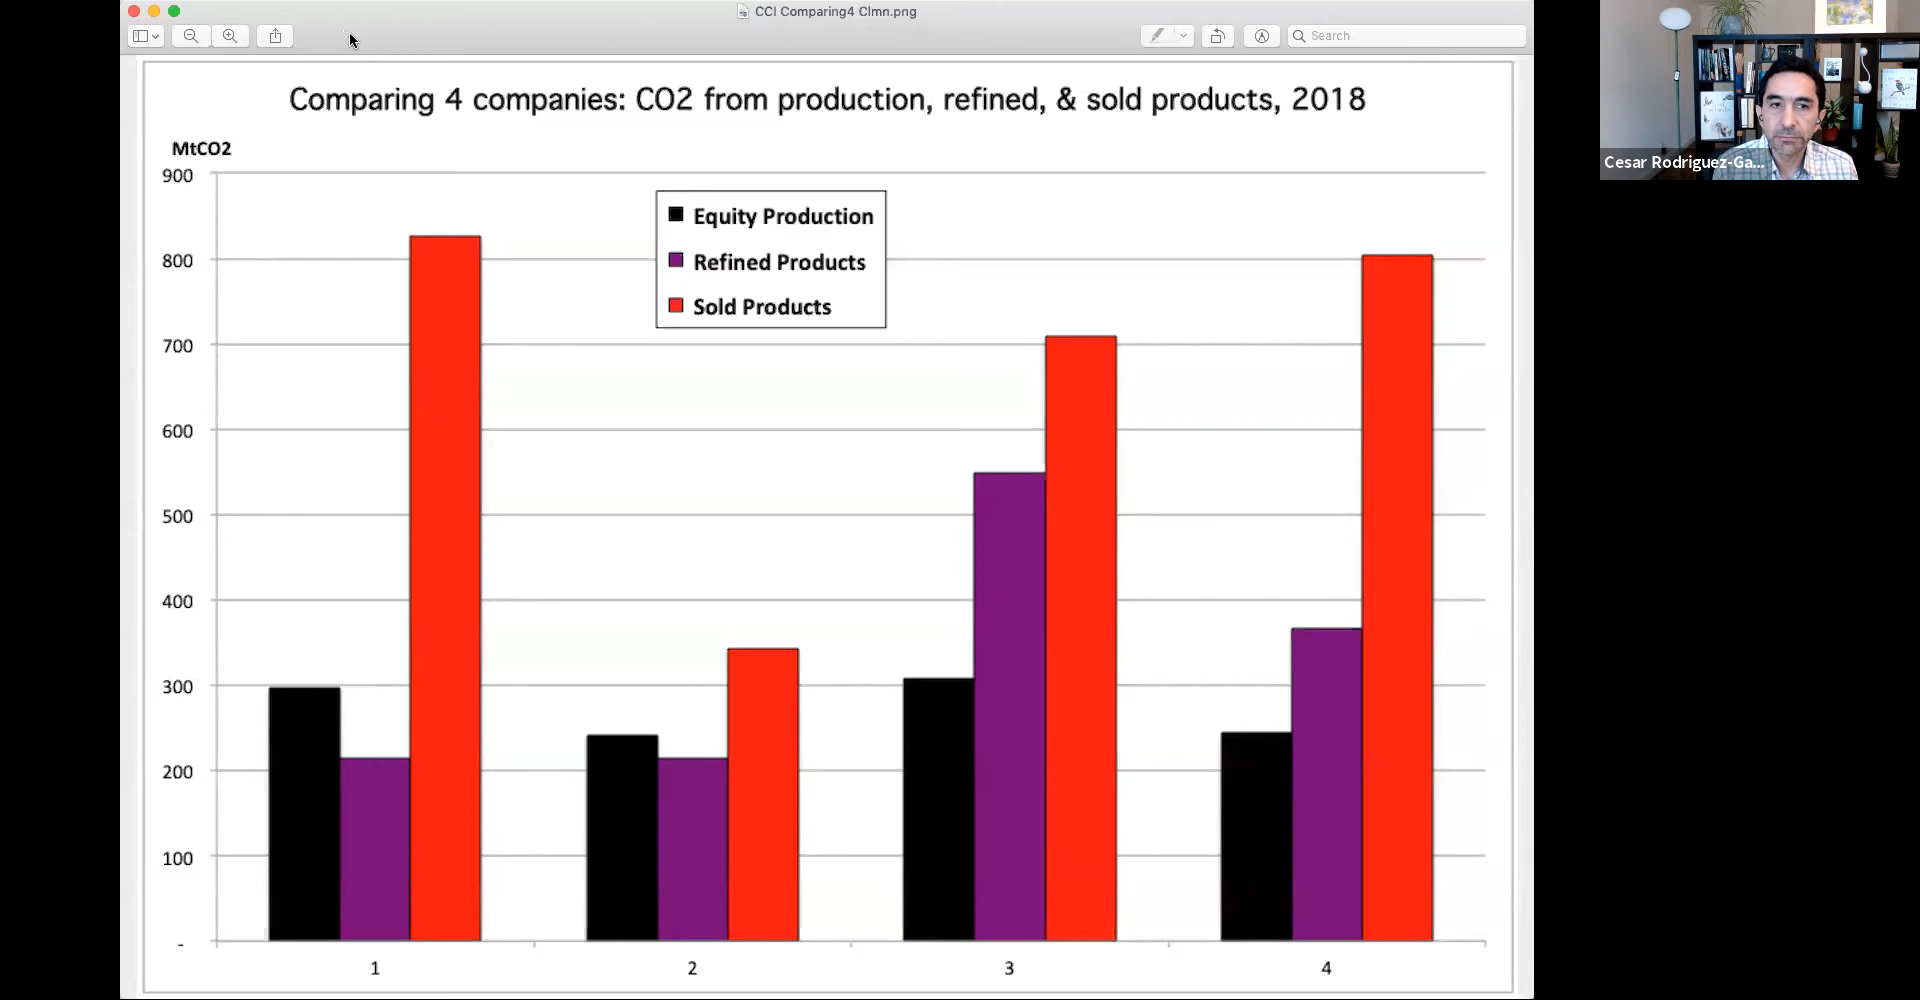 CCI Comparing4 Clmn.png
Search
Comparing 4 companies: CO2 from production, refined, & sold products, 2018
MtCO2
900
800
700
600
500
400
300
200
100
-
Equity Production
Refined Products
Sold Products
1
2
3
4
Cesar Rodriguez-Ga...